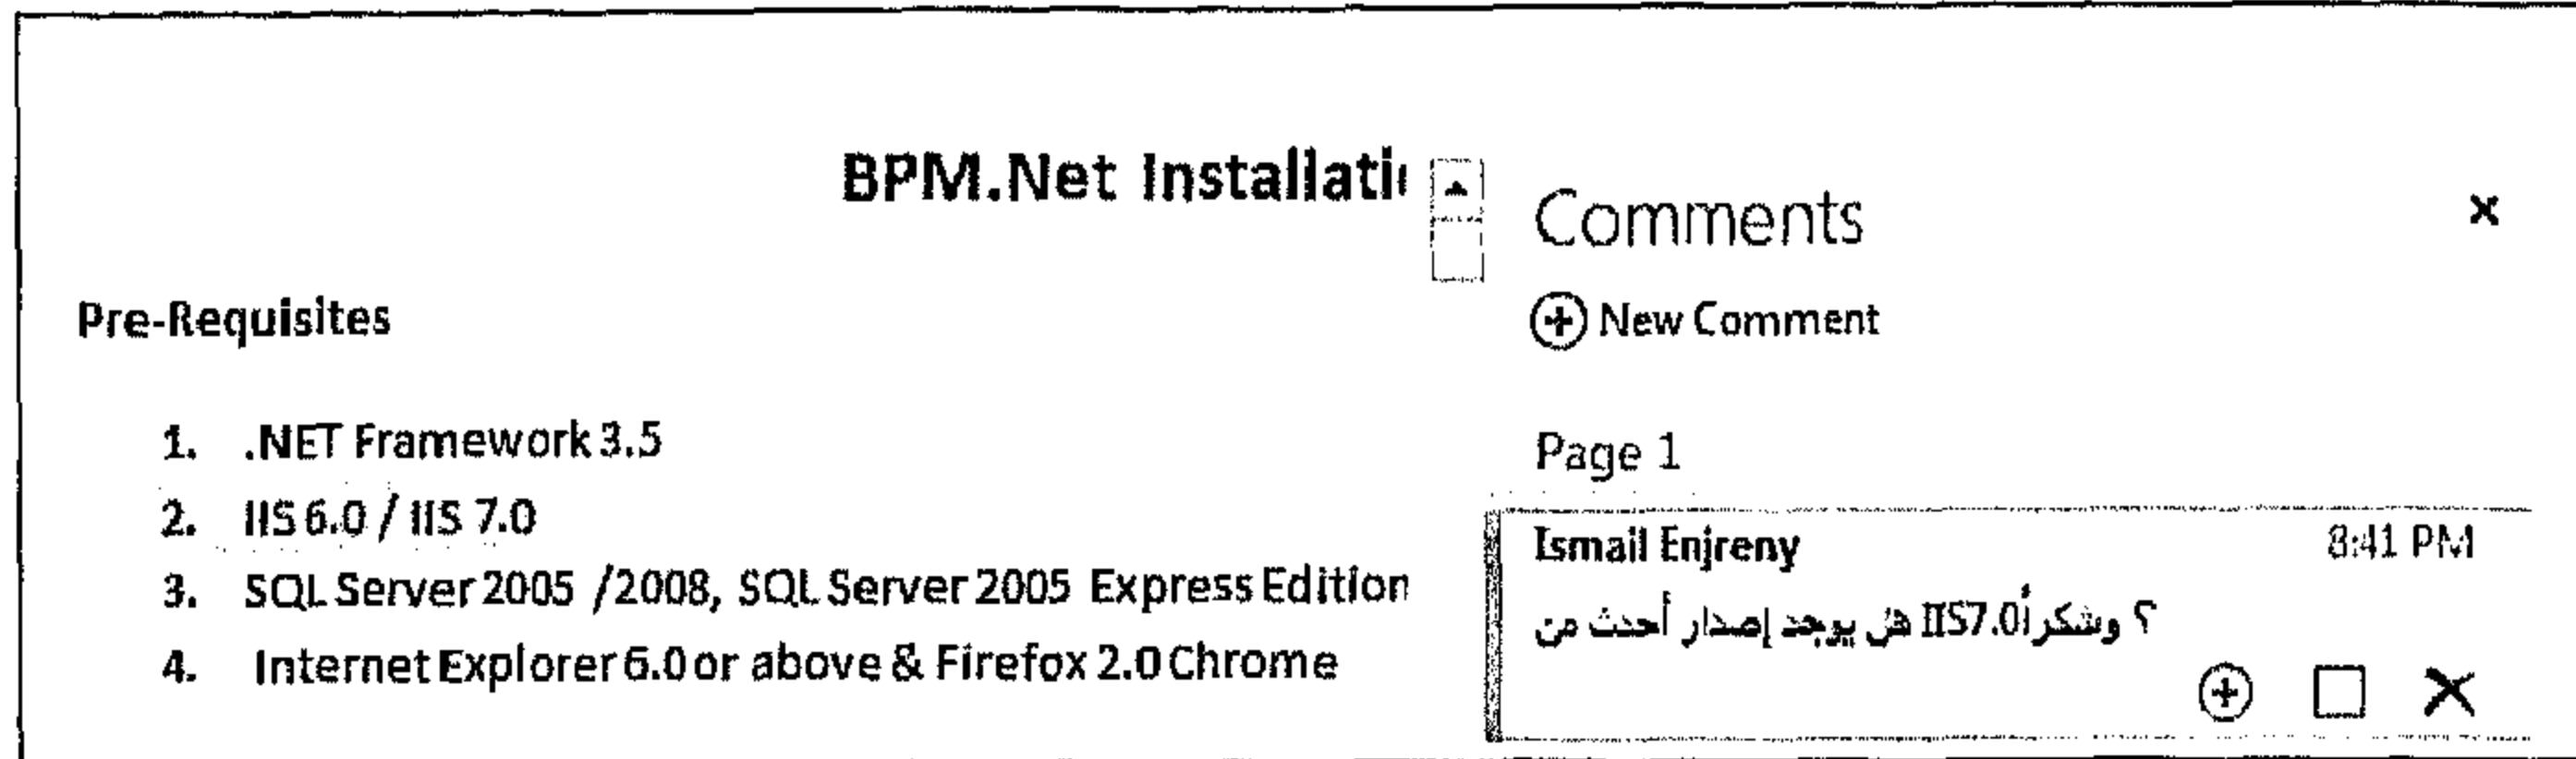 BPM.Net Installati
Pre-Requisites
1. .NET Framework 3.5
2. IIS 6.0 / IIS 7.0
3. SQL Server 2005 /2008, SQL Server 2005 Express Edition
4. Internet Explorer 6.0 or above & Firefox 2.0 Chrome
Comments
New Comment
Page 1
Ismail Enjreny 8:41 PM
هل يوجد إصدار أحدث من IIS7.0؟ وشكراً